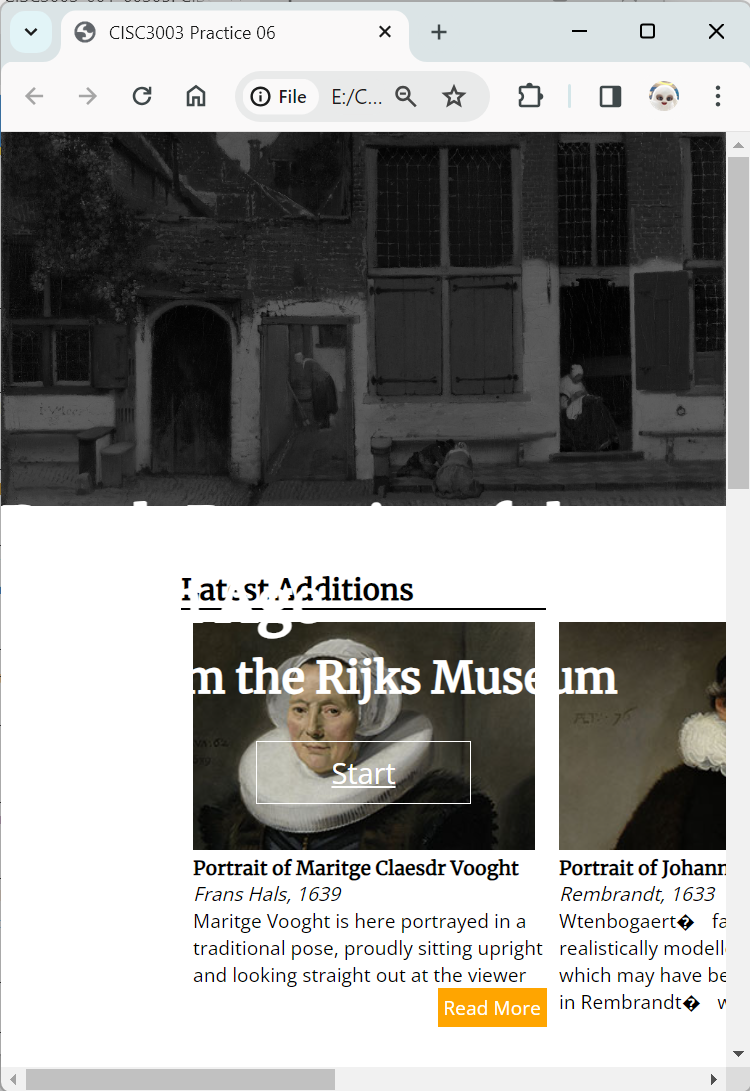 CISC3003 Practice 06
File
E:/C...
Latest Additions
Age
m the Rijks Museum
Start
Portrait of Maritge Claesdr Vooght
Frans Hals, 1639
Maritge Vooght is here portrayed in a
traditional pose, proudly sitting upright
and looking straight out at the viewer
Read More
Portrait of Johann
Rembrandt, 1633
Wtenbogaert� fa
realistically modell
which may have be
in Rembrandt� w